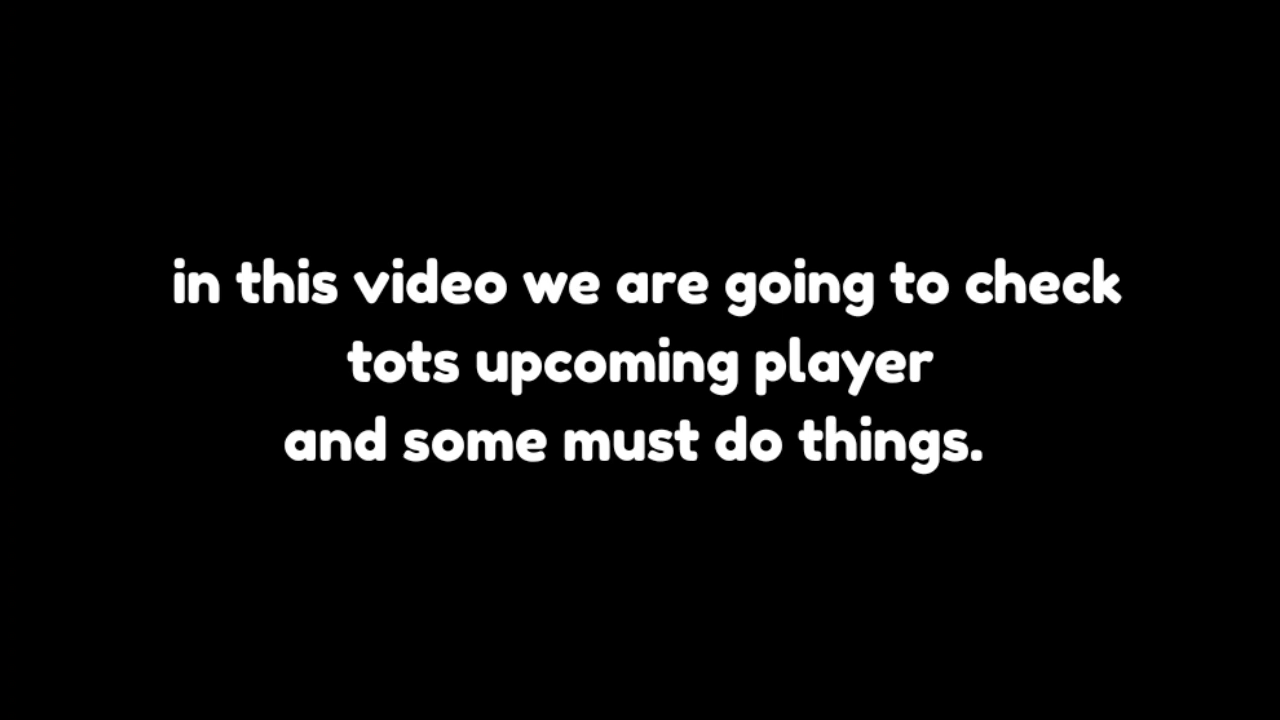 in this video we are going to check
tots upcoming player
and some must do things.